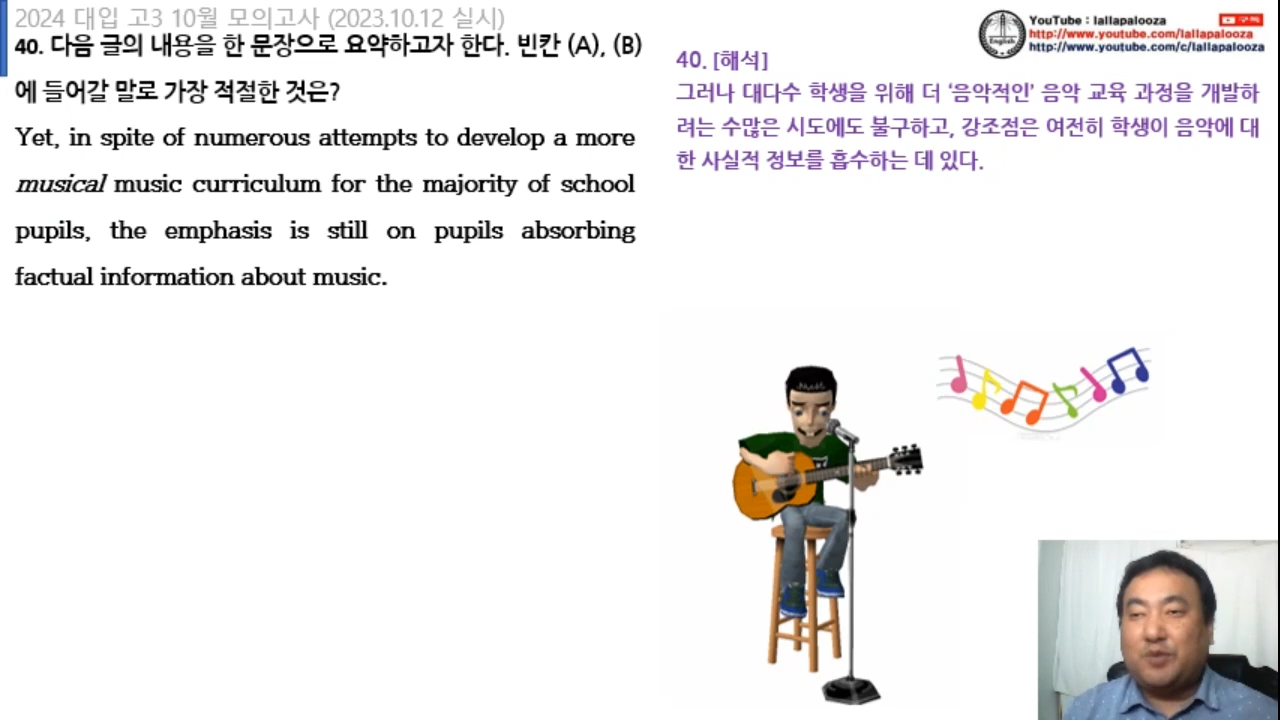 2024 대입 고3 10월 모의고사 (2023.10.12 실시)
40. 다음 글의 내용을 한 문장으로 요약하고자 한다. 빈칸 (A), (B)
에 들어갈 말로 가장 적절한 것은?
Yet, in spite of numerous attempts to develop a more
musical music curriculum for the majority of school
pupils, the emphasis is still on pupils absorbing
factual information about music.
YouTube : lallapalooza
구독
http://www.youtube.com/lallapalooza
http://www.youtube.com/c/lallapalooza
English
40. [해석]
그러나 대다수 학생을 위해 더 ‘음악적인’ 음악 교육 과정을 개발하
려는 수많은 시도에도 불구하고, 강조점은 여전히 학생이 음악에 대
한 사실적 정보를 흡수하는 데 있다.